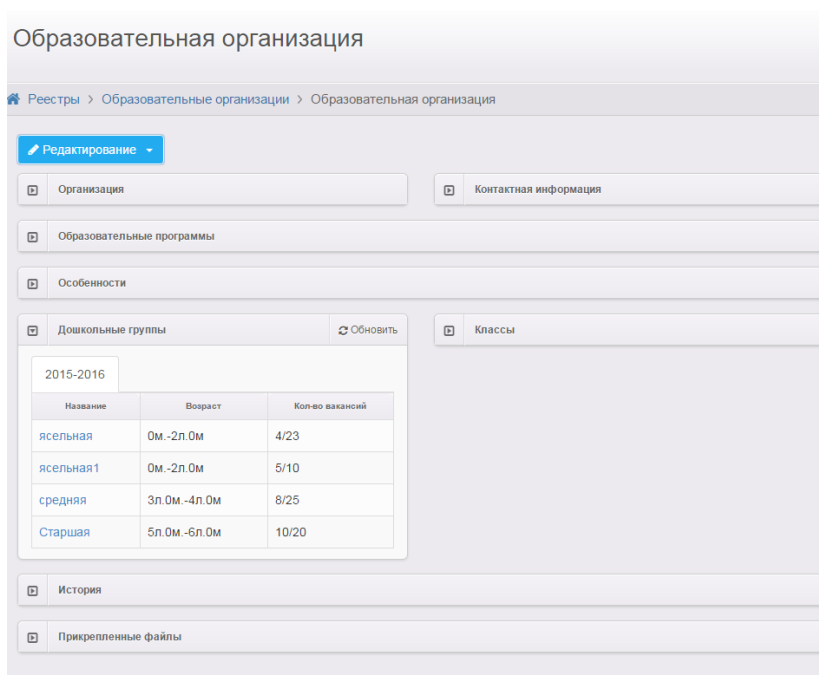 Образовательная организация
Реестры > Образовательные организации > Образовательная организация
Редактирование
Организация
Контактная информация
Образовательные программы
Особенности
Дошкольные группы Обновить
Классы
2015-2016
Название Возраст Кол-во вакансий
ясельная 0м.-2л.0м 4/23
ясельная1 0м.-2л.0м 5/10
средняя 3л.0м.-4л.0м 8/25
Старшая 5л.0м.-6л.0м 10/20
История
Прикрепленные файлы